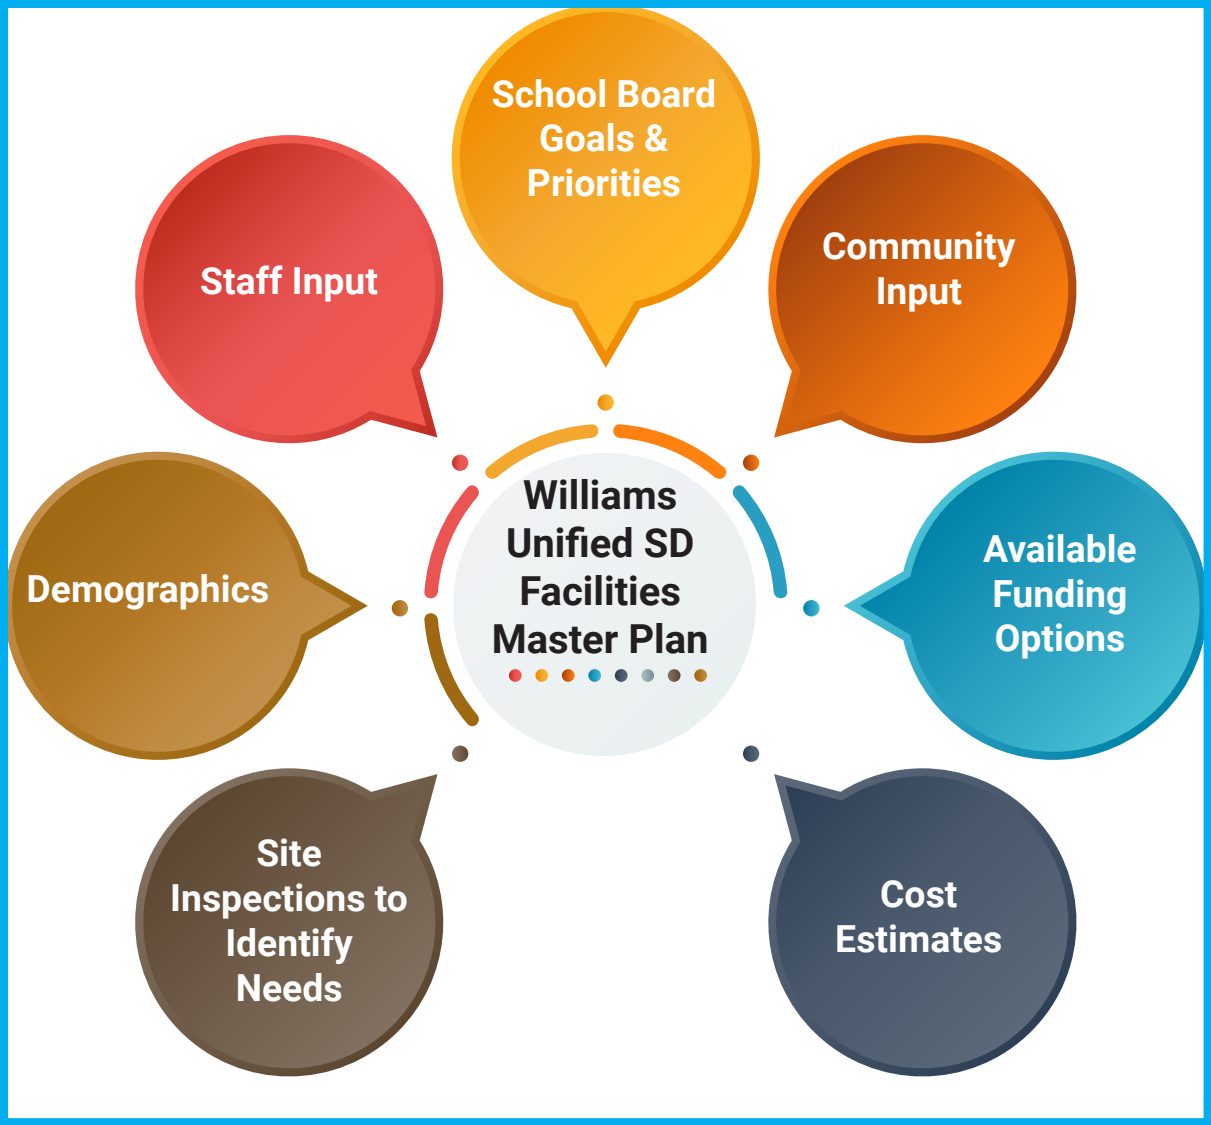 School Board
Goals &
Priorities
Staff Input
Community
Input
Williams
Unified SD
Facilities
Master Plan
Demographics
Available
Funding
Options
Site
Inspections to
Identify
Needs
Cost
Estimates